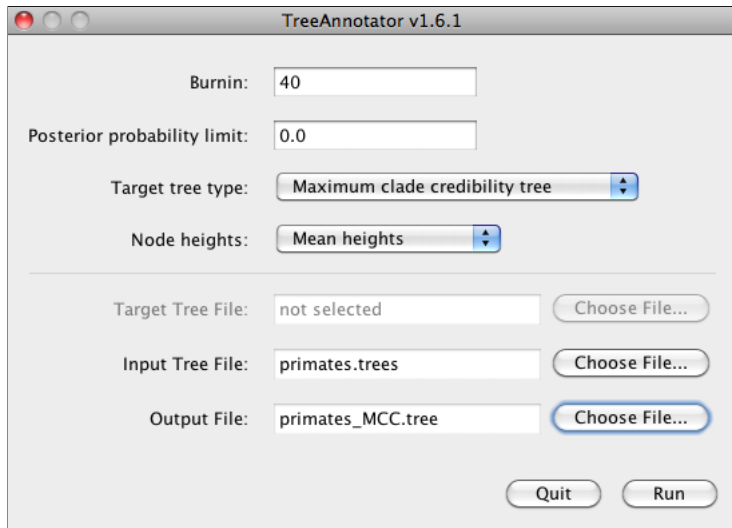 TreeAnnotator v1.6.1
Burnin: 40
Posterior probability limit: 0.0
Target tree type: Maximum clade credibility tree
Node heights: Mean heights
Target Tree File: not selected Choose File...
Input Tree File: primates.trees Choose File...
Output File: primates_MCC.tree Choose File...
Quit Run